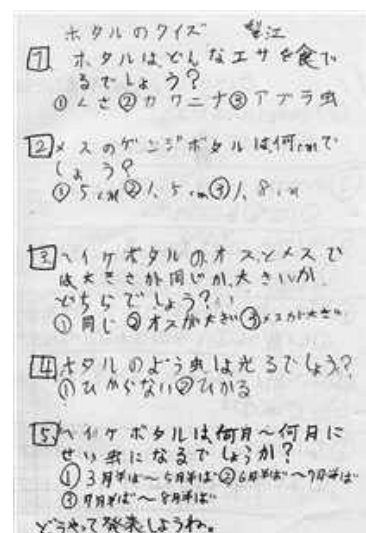 ホタルのクイズ 望江
1 ホタルはどんなエサを食べ
るでしょう?
①くさ②カワニナ③アブラ虫
2 メスのゲンジボタルは何cmで
しょう?
①5cm②1.5cm③1.8cm
3 ヘイケボタルのオスとメスで
は大きさが同じか、大きいか、
どちらでしょう?
①同じ②オスが大きい③メスが大きい
4 ホタルのよう虫は光るでしょう?
①ひからない②ひかる
5 ヘイケボタルは何月〜何月に
せい虫になるでしょうか?
①3月半ば〜5月半ば②6月半ば〜7月半ば
③7月半ば〜8月半ば
どうやって発表しようね。